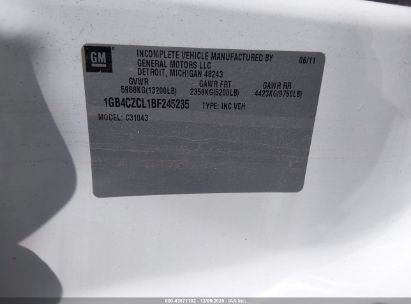 GM
INCOMPLETE VEHICLE MANUFACTURED BY 06/11
GENERAL MOTORS LLC
DETROIT, MICHIGAN 48243
GVWR GAWR FRT GAWR RR
5988KG(13200LB) 2359KG(5200LB) 4423KG(9750LB)
1GB4CZCL1BF245235 TYPE: INC VEH
MODEL: C31043